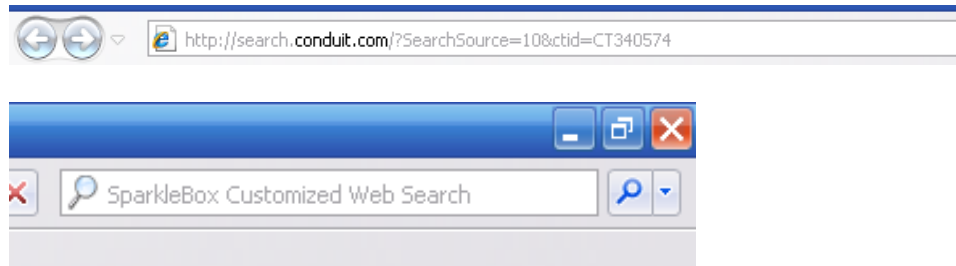 http://search.conduit.com/?SearchSource=10&ctid=CT340574
SparkleBox Customized Web Search